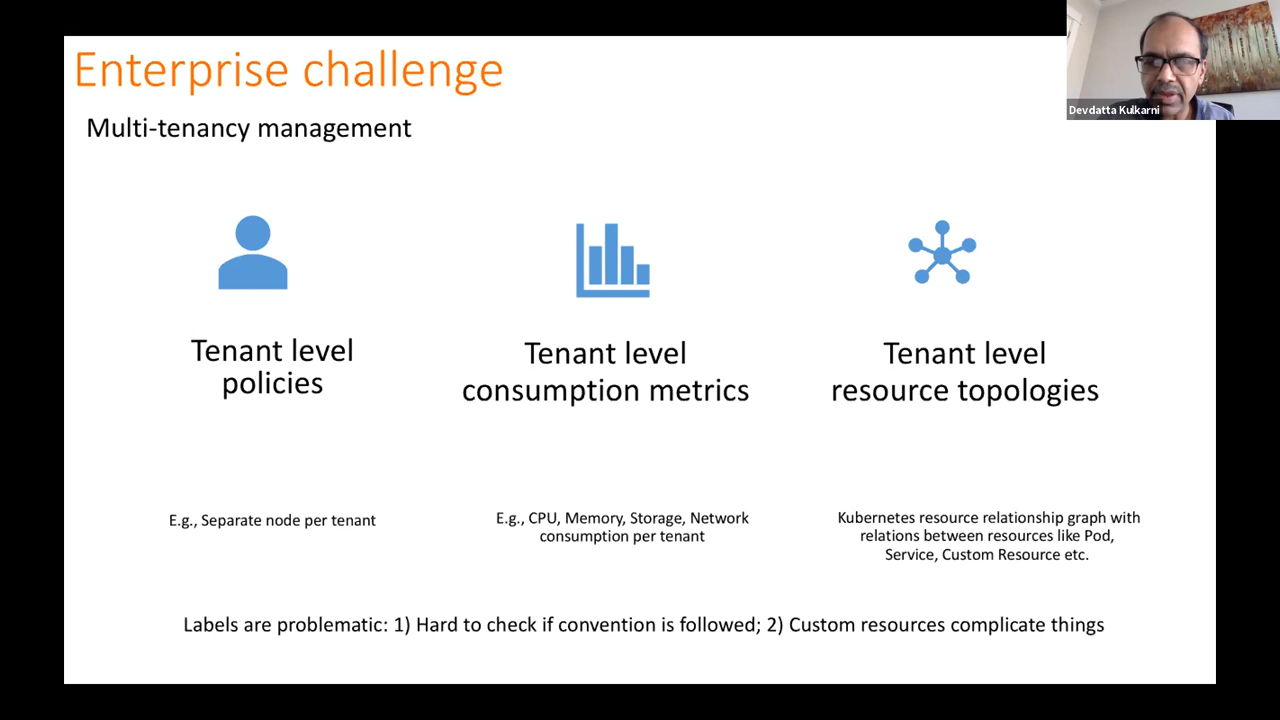 Enterprise challenge
Multi-tenancy management
Devdatta Kulkarni
Tenant level
policies
Tenant level
consumption metrics
Tenant level
resource topologies
E.g., Separate node per tenant
E.g., CPU, Memory, Storage, Network
consumption per tenant
Kubernetes resource relationship graph with
relations between resources like Pod,
Service, Custom Resource etc.
Labels are problematic: 1) Hard to check if convention is followed; 2) Custom resources complicate things